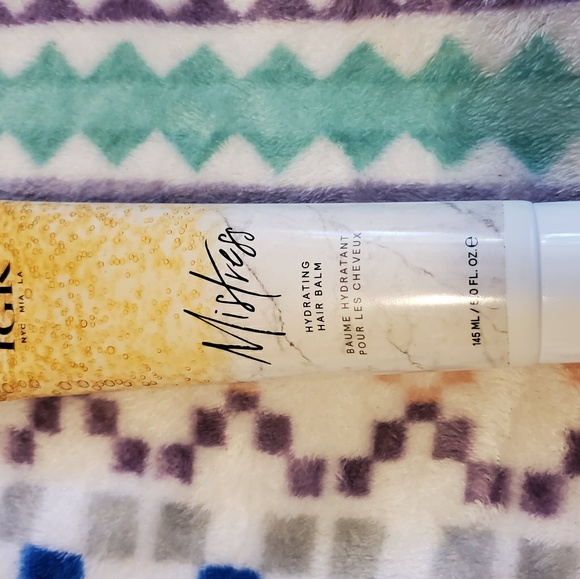 IGK
NYC MIA LA
Mistress
HYDRATING
HAIR BALM
BAUME HYDRATANT
POUR LES CHEVEUX
145 ML / 5.0 FL. OZ. ℮